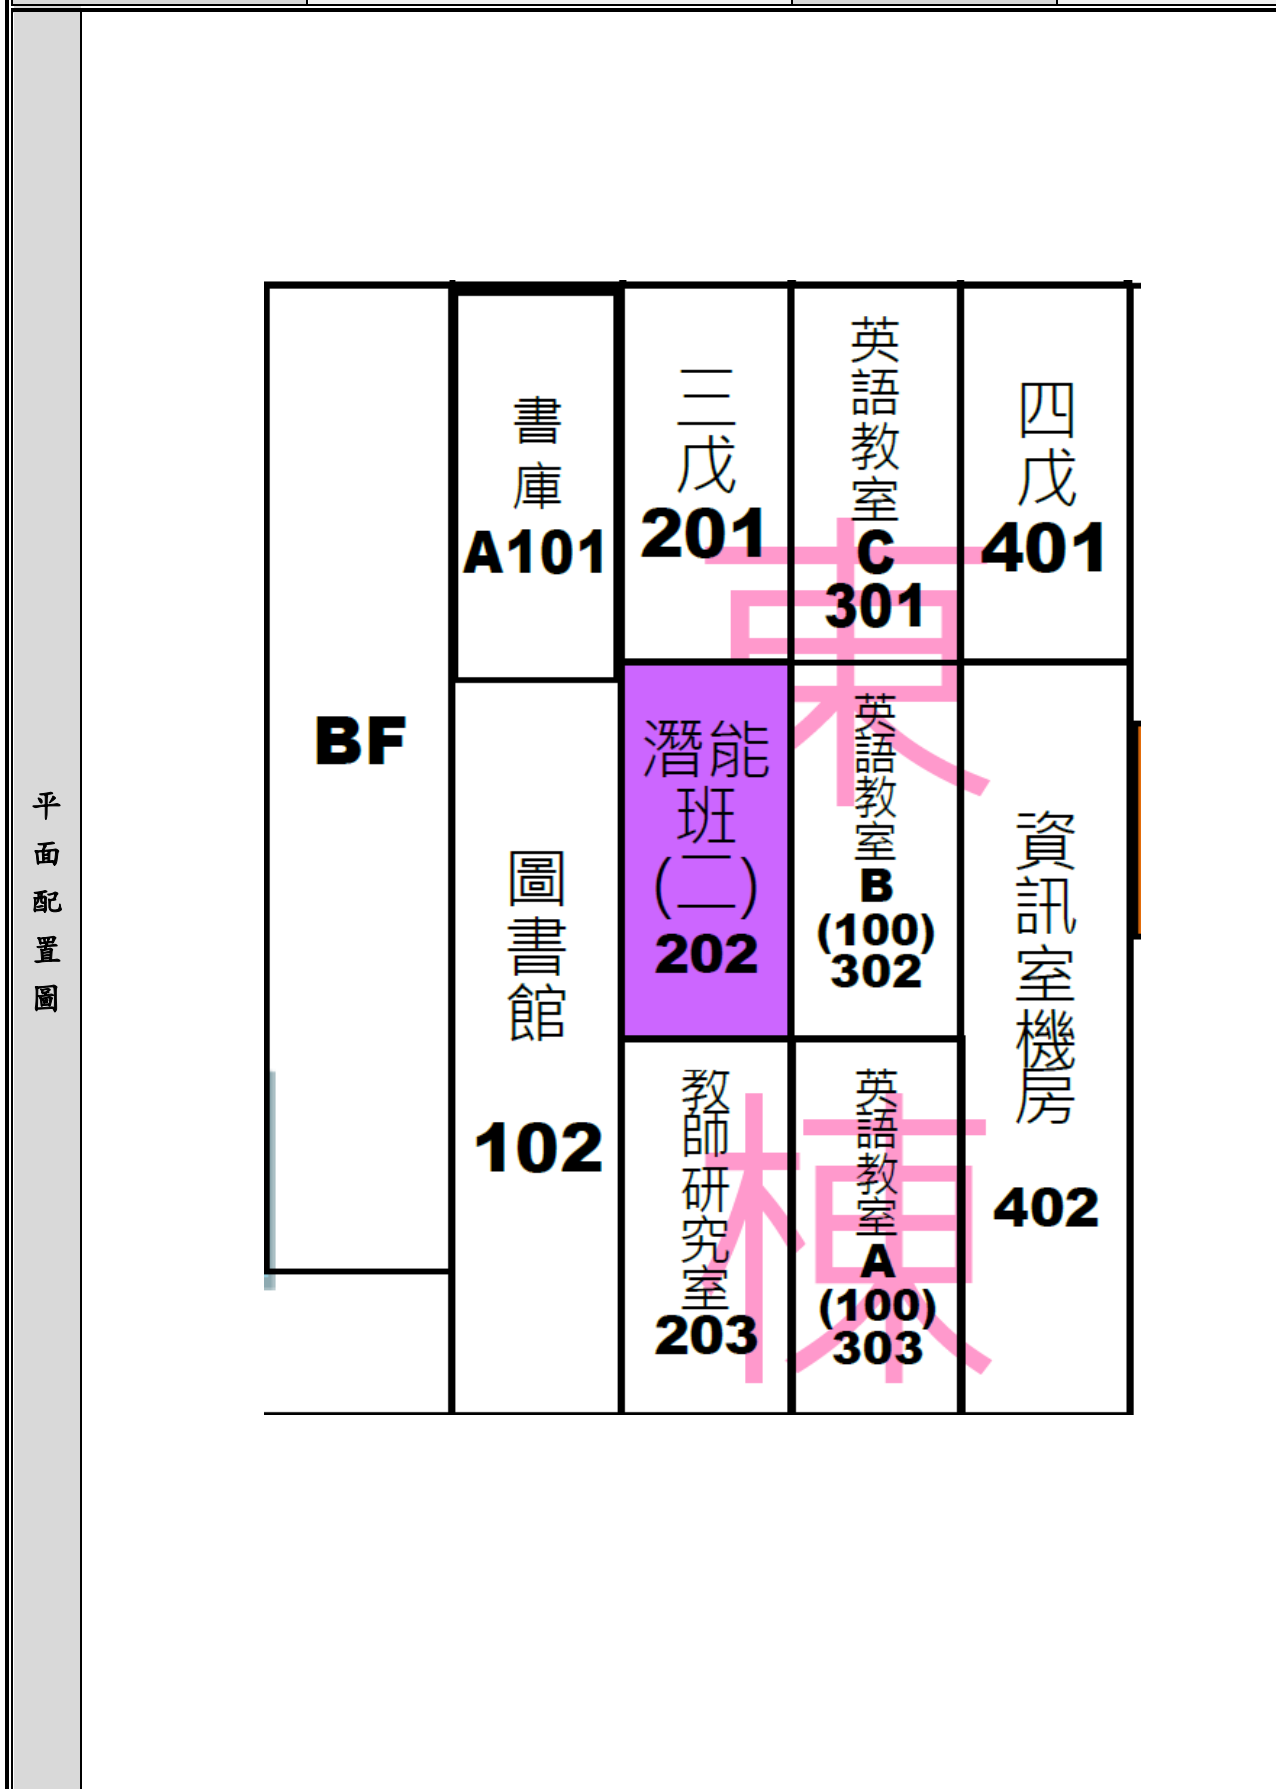 平面配置圖
BF
書庫
A101
圖書館
102
三戊
201
潛能
班
(二)
202
教師研究室
203
英語教室
C
301
英語教室
B
(100)
302
英語教室
A
(100)
303
四戊
401
資訊室機房
402
東棟